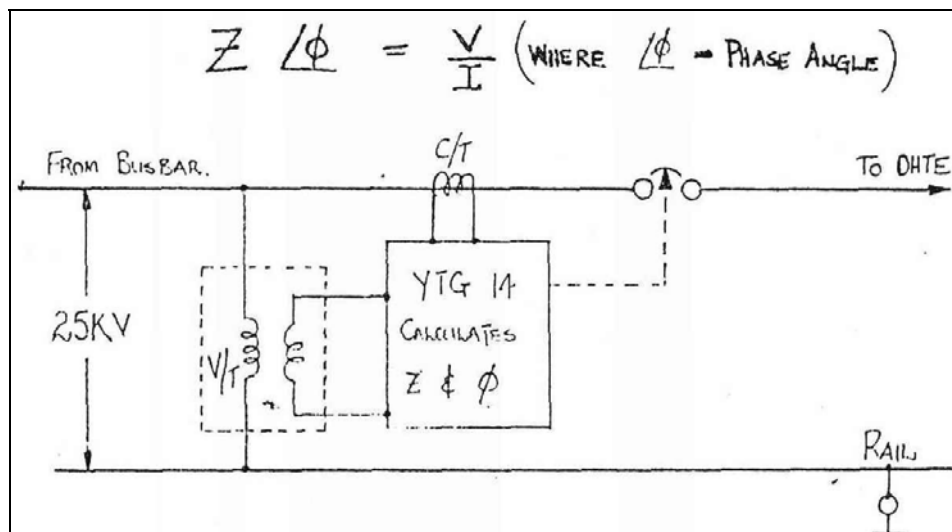 Z ∠φ = V/I (WHERE ∠φ = PHASE ANGLE)
C/T
FROM BUSBAR.
TO OHTE
25KV
V/T
YTG 14
CALCULATES
Z & φ
RAIL